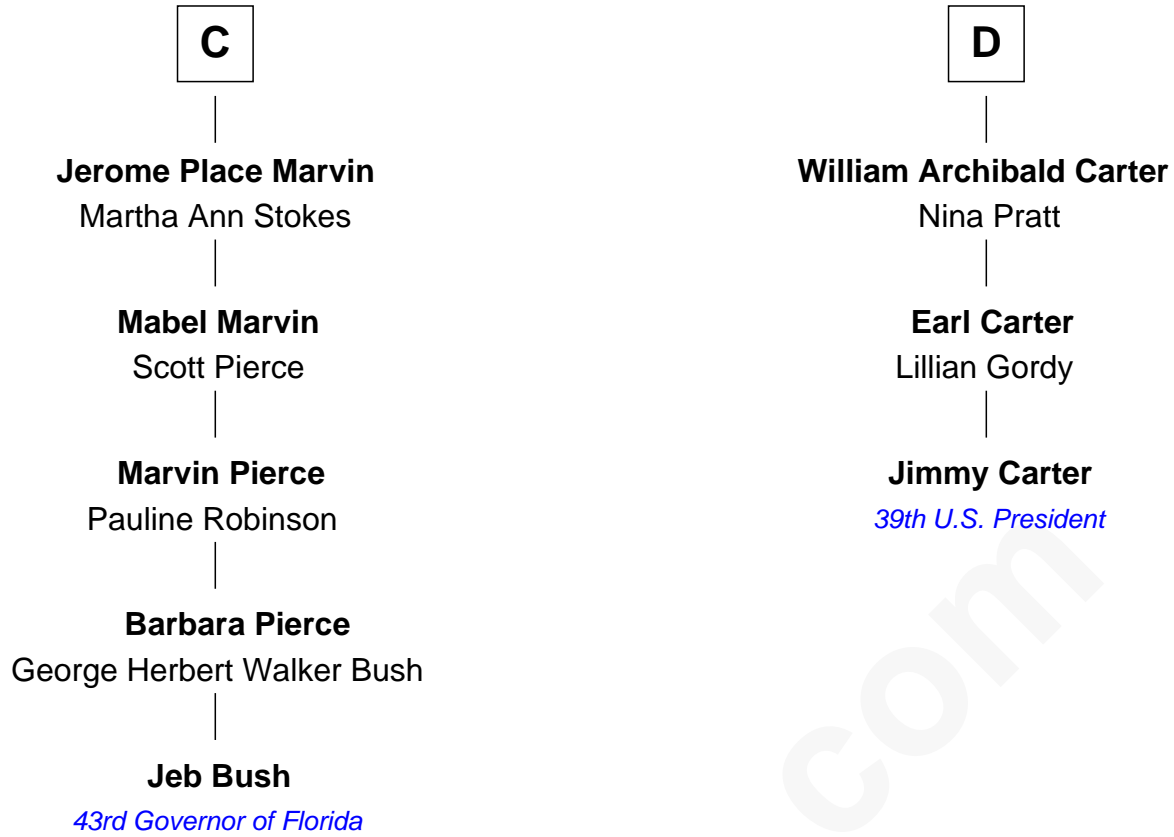 C
Jerome Place Marvin
Martha Ann Stokes
Mabel Marvin
Scott Pierce
Marvin Pierce
Pauline Robinson
Barbara Pierce
George Herbert Walker Bush
Jeb Bush
43rd Governor of Florida
D
William Archibald Carter
Nina Pratt
Earl Carter
Lillian Gordy
Jimmy Carter
39th U.S. President
com